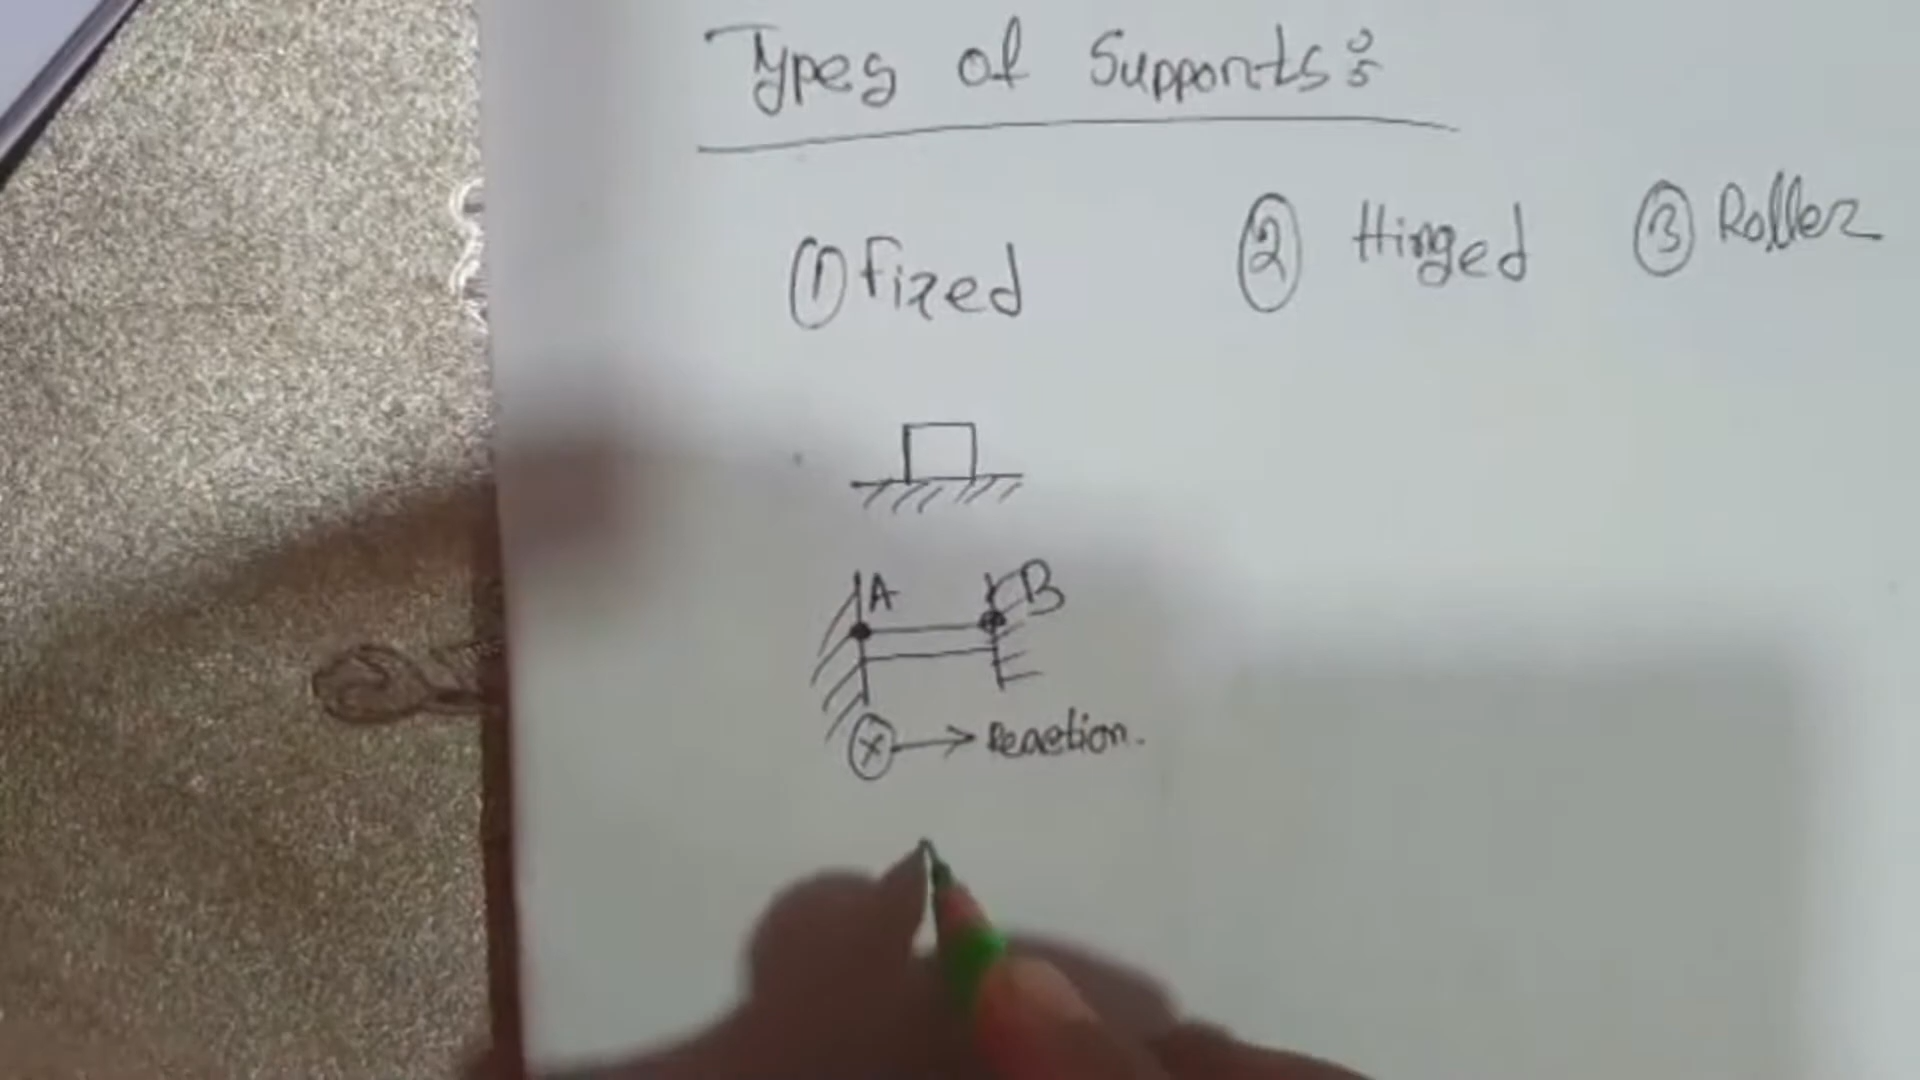 Types of Supports:
① Fixed ② Hinged ③ Roller
A B
X → Reaction.